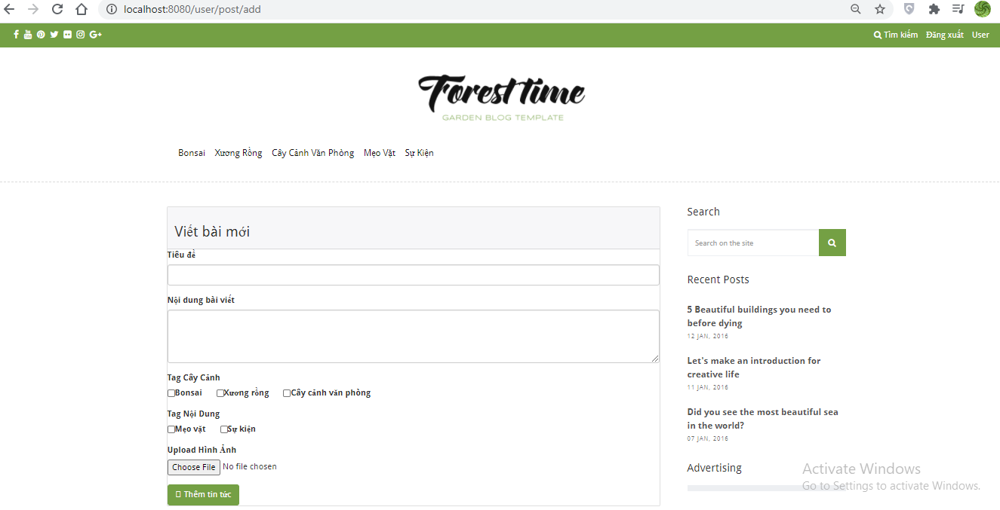 localhost:8080/user/post/add
Tìm kiếm Đăng xuất User
Forest time
GARDEN BLOG TEMPLATE
Bonsai Xương Rồng Cây Cảnh Văn Phòng Mẹo Vặt Sự Kiện
Viết bài mới
Tiêu đề
Nội dung bài viết
Tag Cây Cảnh
Bonsai Xương rồng Cây cảnh văn phòng
Tag Nội Dung
Mẹo vặt Sự kiện
Upload Hình Ảnh
Choose File No file chosen
Thêm tin tức
Search
Search on the site
Recent Posts
5 Beautiful buildings you need to
before dying
12 JAN, 2016
Let's make an introduction for
creative life
11 JAN, 2016
Did you see the most beautiful sea
in the world?
07 JAN, 2016
Advertising
Activate Windows
Go to Settings to activate Windows.